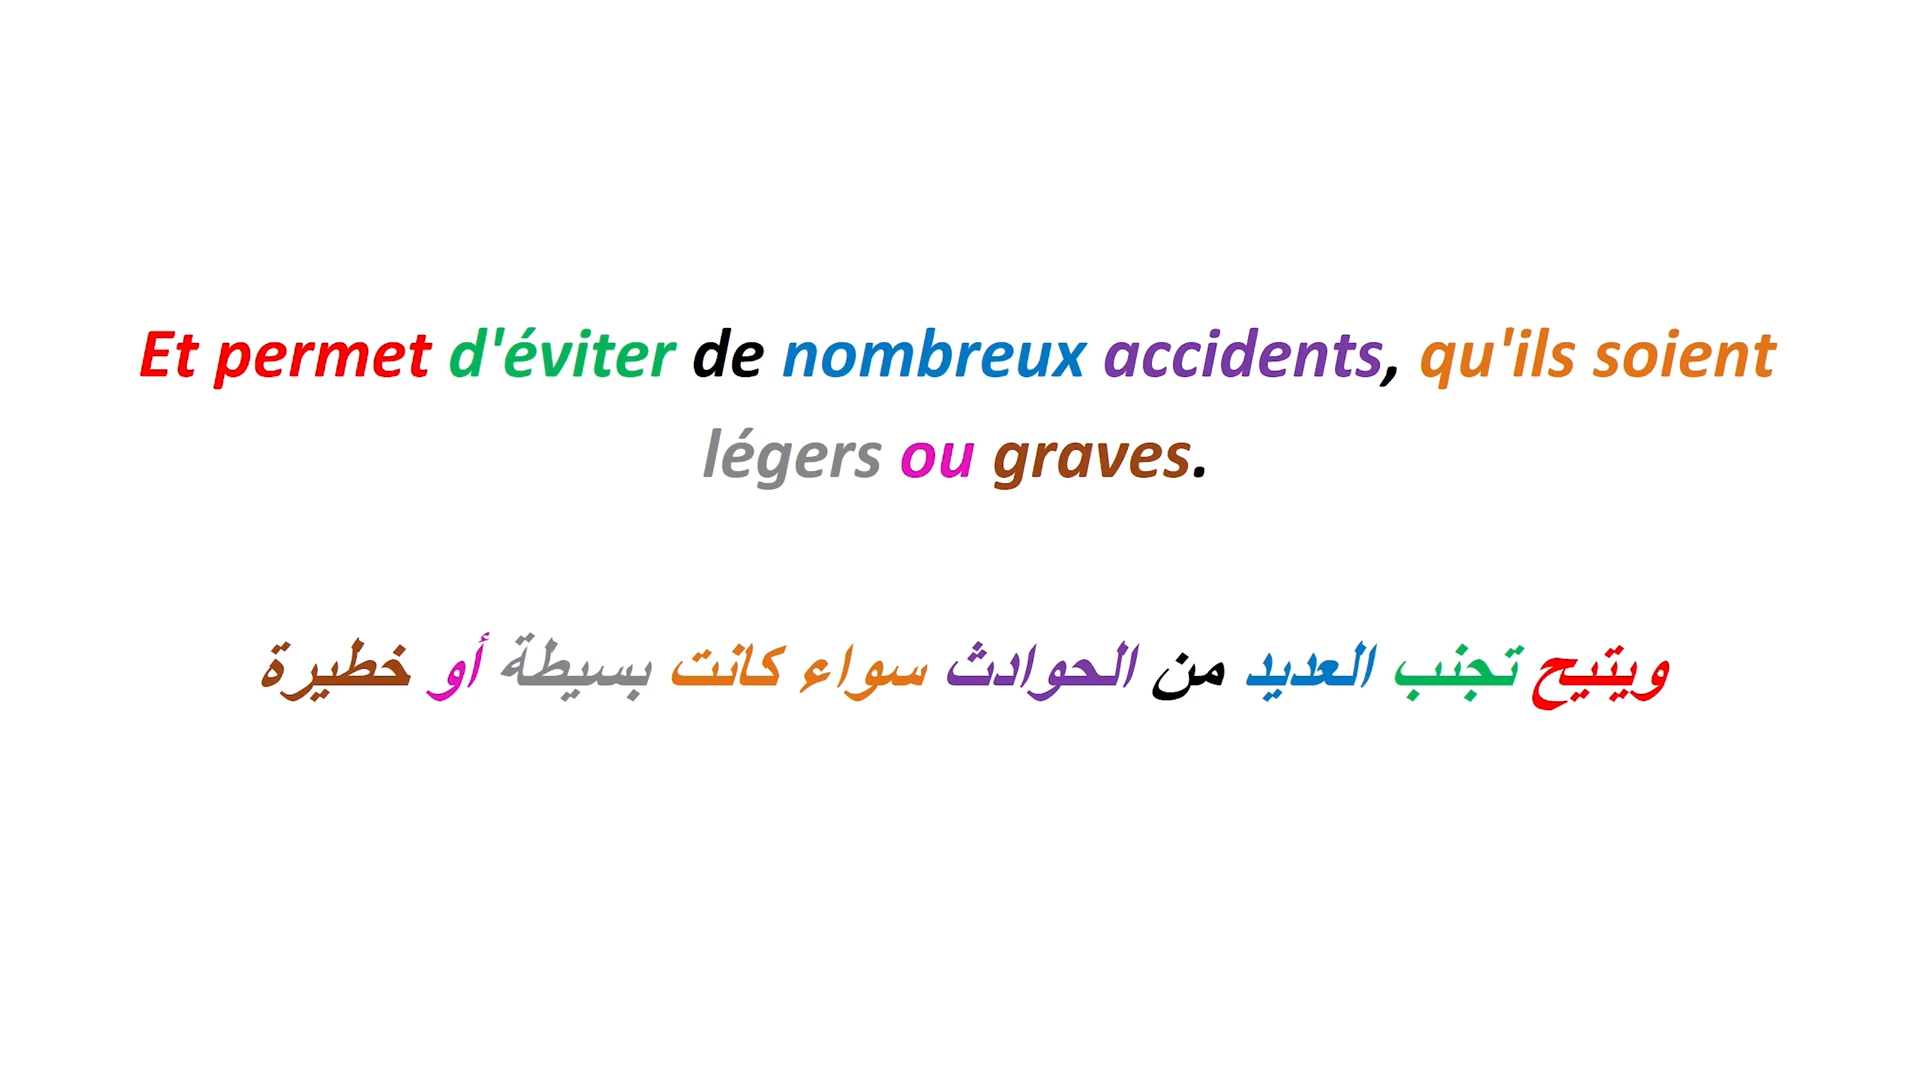 Et permet d'éviter de nombreux accidents, qu'ils soient
légers ou graves.
ويتيح تجنب العديد من الحوادث سواء كانت بسيطة أو خطيرة